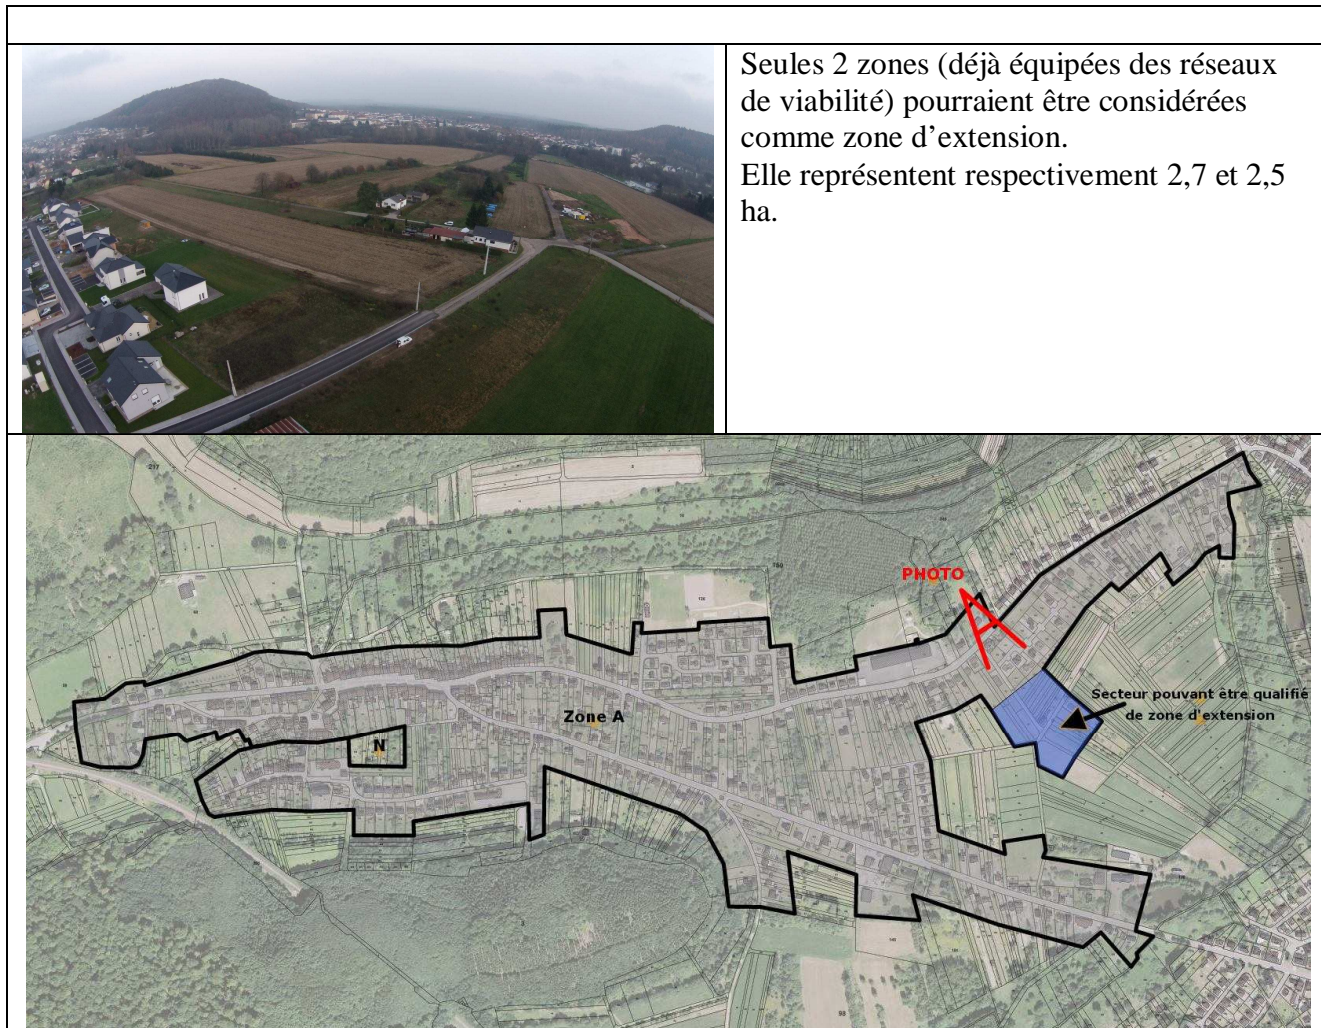 Seules 2 zones (déjà équipées des réseaux
de viabilité) pourraient être considérées
comme zone d’extension.
Elle représentent respectivement 2,7 et 2,5
ha.
PHOTO
Secteur pouvant être qualifié
de zone d'extension
Zone A
N